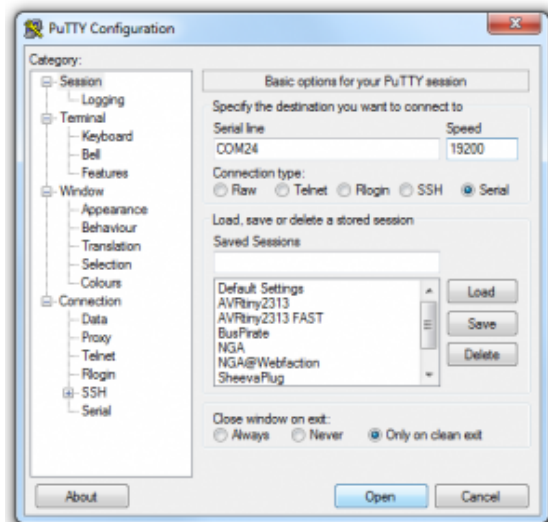 PuTTY Configuration
Category:
Session
Logging
Terminal
Keyboard
Bell
Features
Window
Appearance
Behaviour
Translation
Selection
Colours
Connection
Data
Proxy
Telnet
Rlogin
SSH
Serial
Basic options for your PuTTY session
Specify the destination you want to connect to
Serial line Speed
COM24 19200
Connection type:
Raw Telnet Rlogin SSH Serial
Load, save or delete a stored session
Saved Sessions
Default Settings
AVRtiny2313
AVRtiny2313 FAST
BusPirate
NGA
NGA@Webfaction
SheevaPlug
Load
Save
Delete
Close window on exit:
Always Never Only on clean exit
About Open Cancel